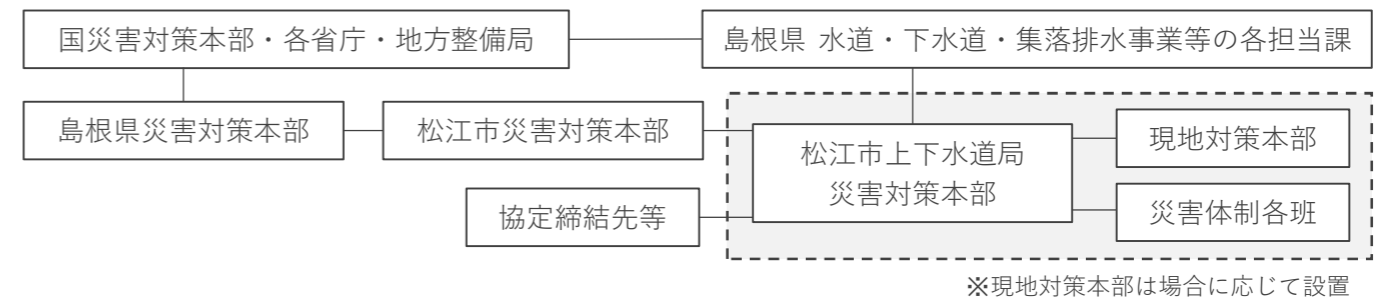 国災害対策本部・各省庁・地方整備局
島根県 水道・下水道・集落排水事業等の各担当課
島根県災害対策本部
松江市災害対策本部
松江市上下水道局
災害対策本部
現地対策本部
協定締結先等
災害体制各班
※現地対策本部は場合に応じて設置